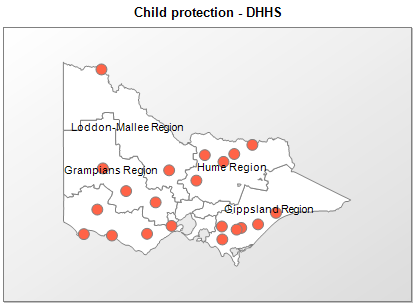 Child protection - DHHS
Loddon-Mallee Region
Grampians Region
Hume Region
Gippsland Region